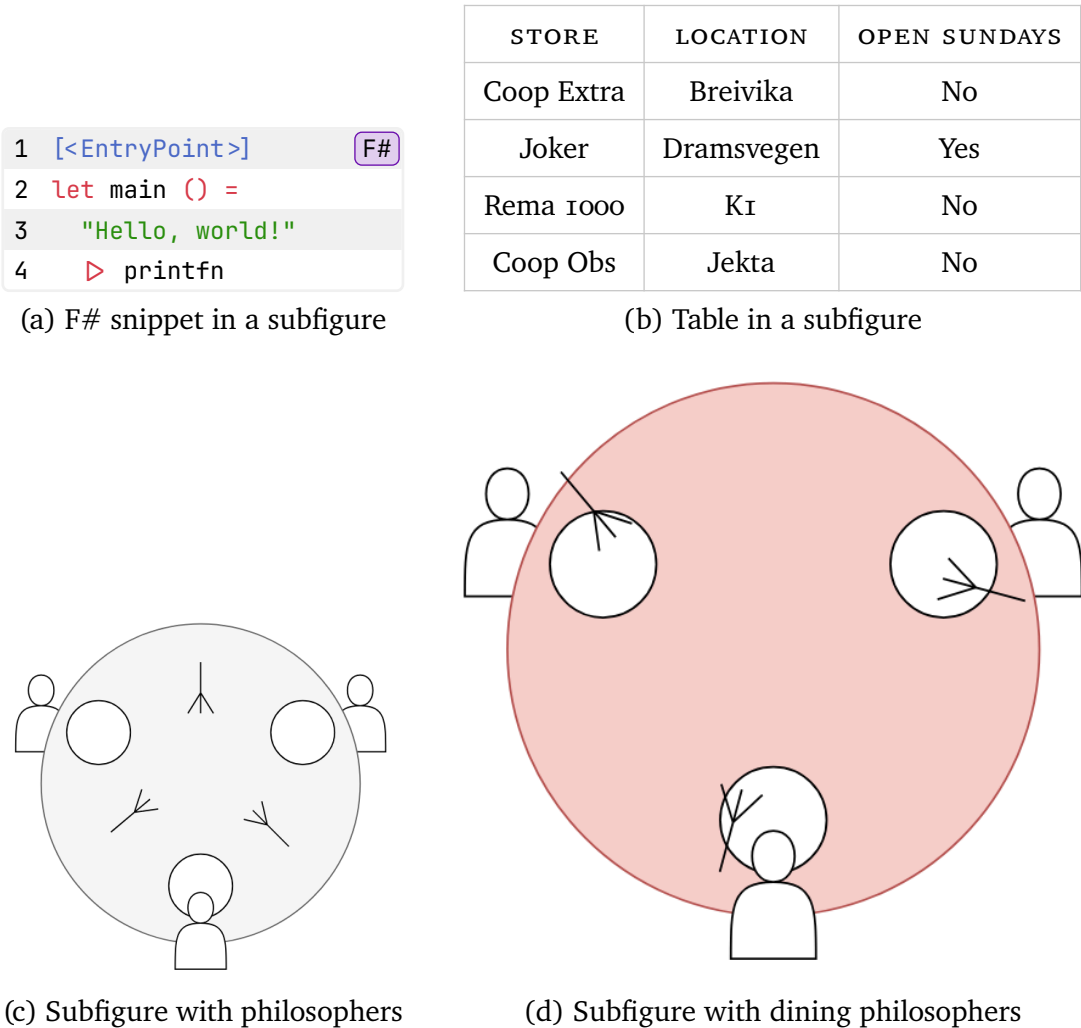 1 [<EntryPoint>] F#
2 let main () =
3 "Hello, world!"
4 |> printfn
(a) F# snippet in a subfigure
STORE LOCATION OPEN SUNDAYS
Coop Extra Breivika No
Joker Dramsvegen Yes
Rema 1000 K1 No
Coop Obs Jekta No
(b) Table in a subfigure
(c) Subfigure with philosophers
(d) Subfigure with dining philosophers